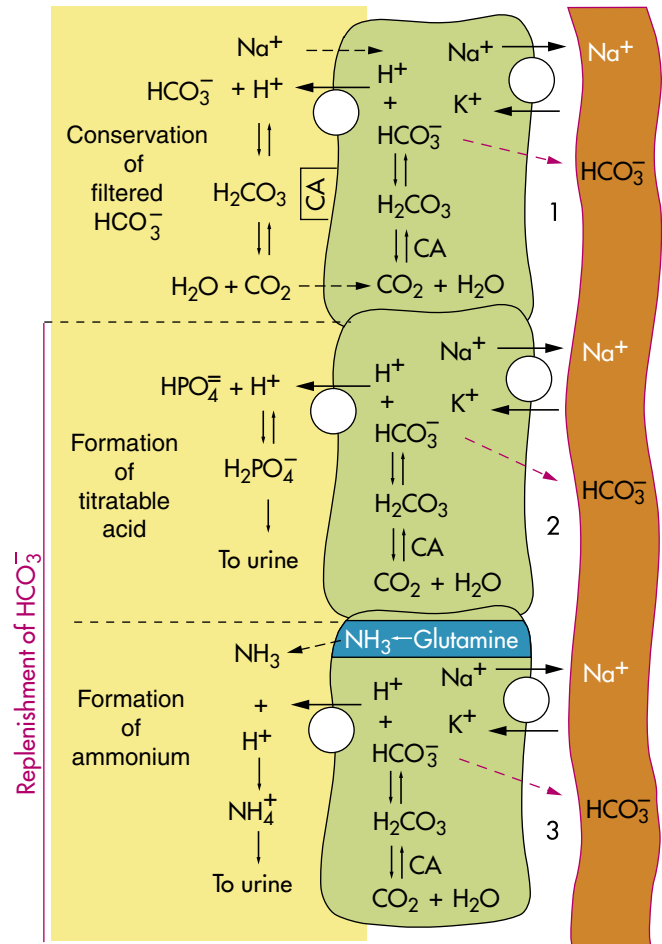 Na⁺
H⁺
Na⁺
Na⁺
HCO₃⁻ + H⁺
+
K⁺
Conservation
of
filtered
HCO₃⁻
HCO₃⁻
HCO₃⁻
H₂CO₃
CA
H₂CO₃
1
CA
H₂O + CO₂
CO₂ + H₂O
Replenishment of HCO₃⁻
Na⁺
Na⁺
HPO₄⁼ + H⁺
H⁺
+
K⁺
HCO₃⁻
Formation
of
titratable
acid
H₂PO₄⁻
H₂CO₃
HCO₃⁻
2
CA
To urine
CO₂ + H₂O
NH₃
NH₃←Glutamine
Na⁺
Na⁺
H⁺
Formation
of
ammonium
+
H⁺
+
K⁺
HCO₃⁻
NH₄⁺
H₂CO₃
HCO₃⁻
3
CA
To urine
CO₂ + H₂O